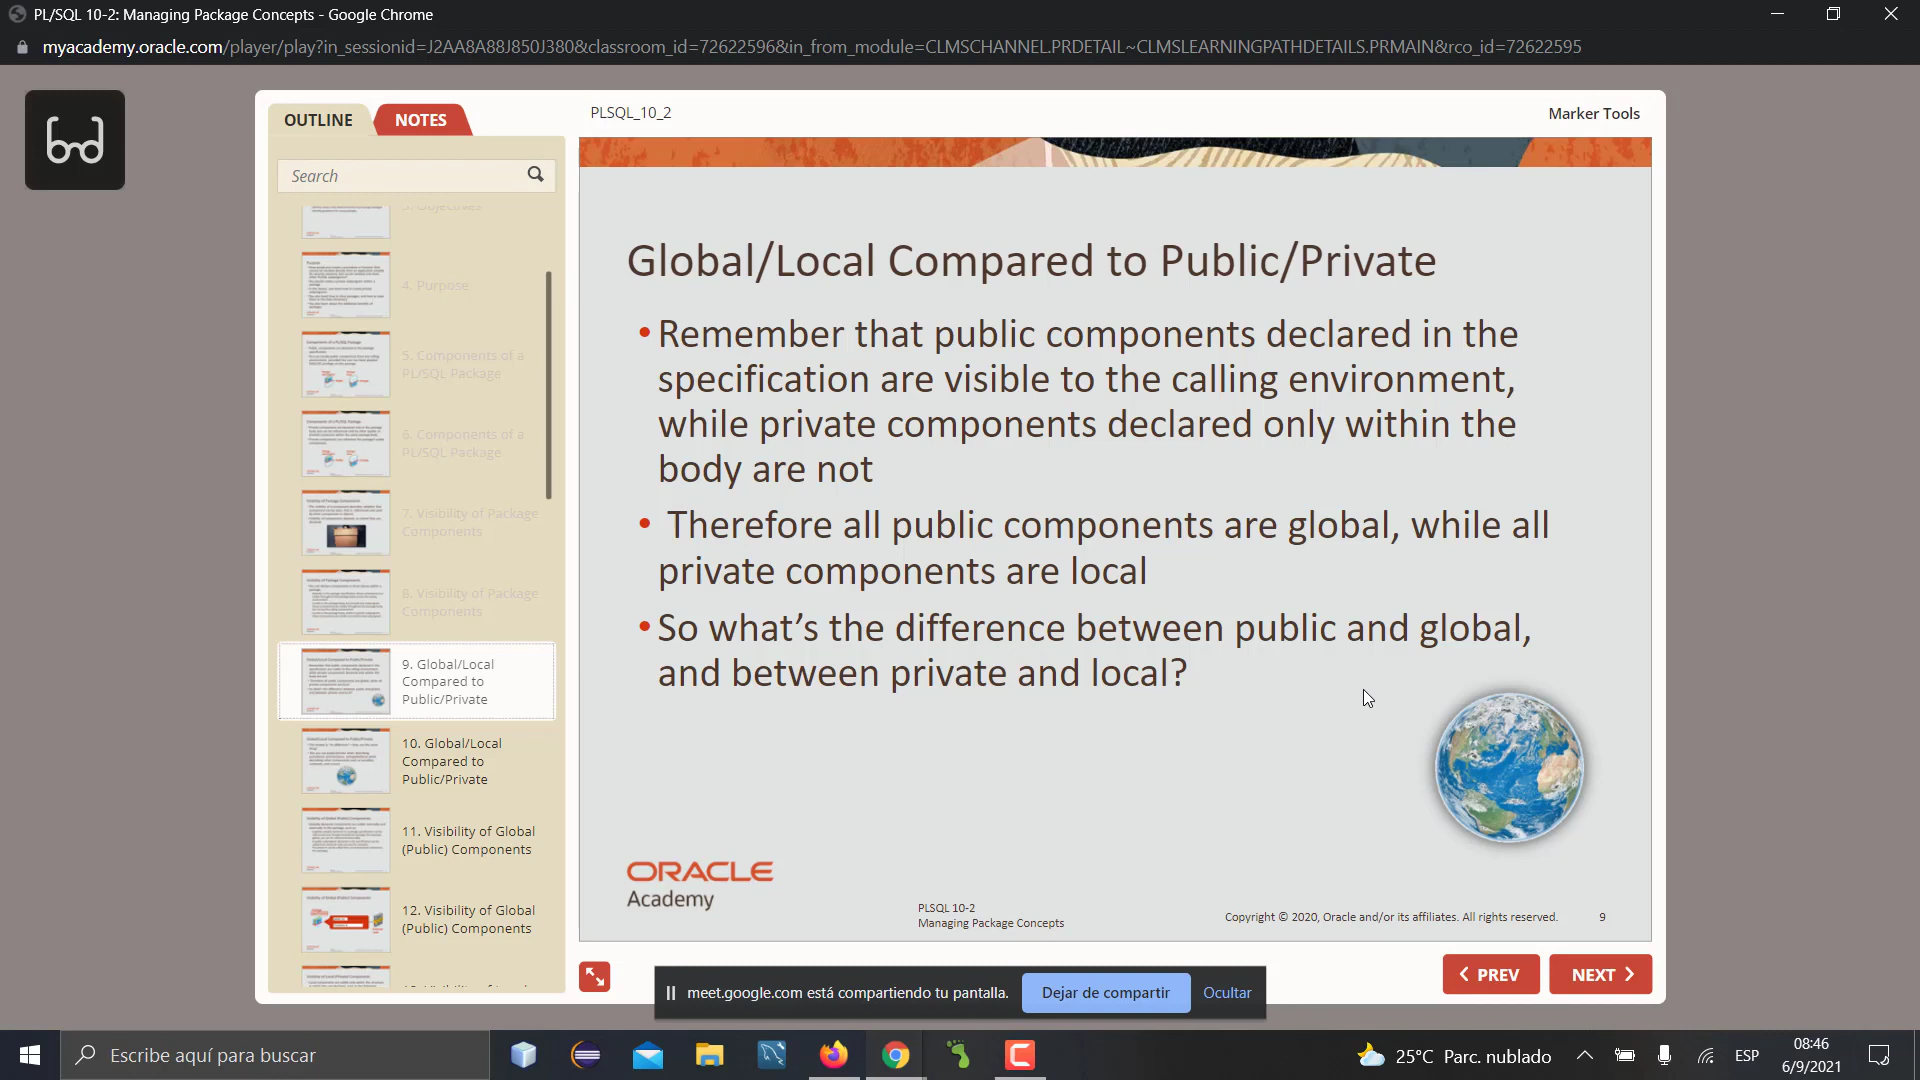 PL/SQL 10-2: Managing Package Concepts - Google Chrome
myacademy.oracle.com/player/play?in_sessionid=J2AA8A88J850J380&classroom_id=72622596&in_from_module=CLMSCHANNEL.PRDETAIL~CLMSLEARNINGPATHDETAILS.PRMAIN&rco_id=72622595
OUTLINE
NOTES
PLSQL_10_2
Marker Tools
Search
4. Purpose
5. Components of a
PL/SQL Package
6. Components of a
PL/SQL Package
7. Visibility of Package
Components
8. Visibility of Package
Components
9. Global/Local
Compared to
Public/Private
10. Global/Local
Compared to
Public/Private
11. Visibility of Global
(Public) Components
12. Visibility of Global
(Public) Components
Global/Local Compared to Public/Private
• Remember that public components declared in the
specification are visible to the calling environment,
while private components declared only within the
body are not
• Therefore all public components are global, while all
private components are local
• So what’s the difference between public and global,
and between private and local?
ORACLE
Academy
PLSQL 10-2
Managing Package Concepts
Copyright © 2020, Oracle and/or its affiliates. All rights reserved.
9
PREV
NEXT
meet.google.com está compartiendo tu pantalla.
Dejar de compartir
Ocultar
Escribe aquí para buscar
25°C Parc. nublado
ESP
08:46
6/9/2021